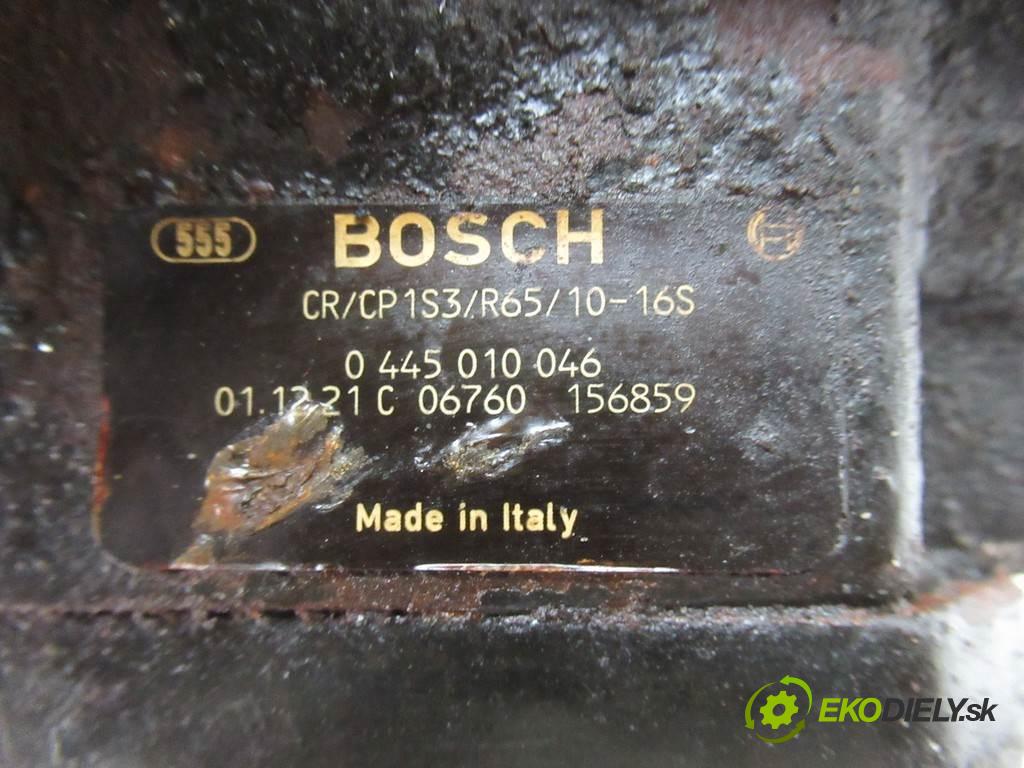 555 BOSCH
CR/CP1S3/R65/10-16S
0 445 010 046
01.12.21 C 06760 156859
Made in Italy
EKODIELY.sk